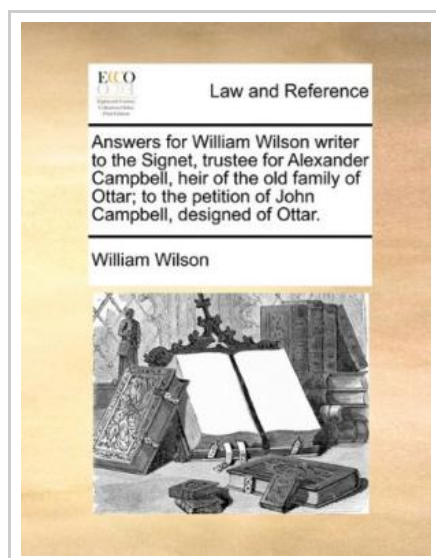 ECCO
Law and Reference
Answers for William Wilson writer
to the Signet, trustee for Alexander
Campbell, heir of the old family of
Ottar; to the petition of John
Campbell, designed of Ottar.
William Wilson